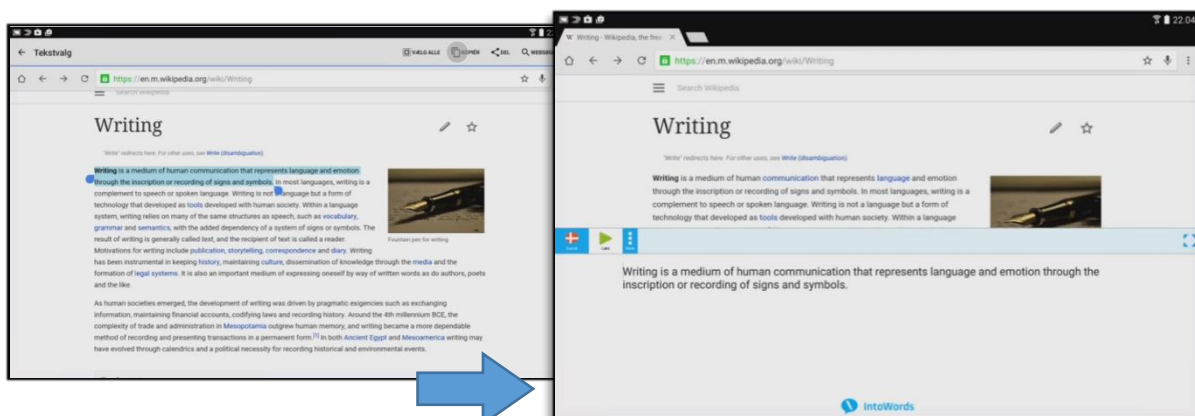 Tekstvalg
VÆLG ALLE
KOPIÉR
DEL
https://en.m.wikipedia.org/wiki/Writing
Search Wikipedia
Writing
"Write" redirects here. For other uses, see Write (disambiguation).
Writing is a medium of human communication that represents language and emotion
through the inscription or recording of signs and symbols. In most languages, writing is a
complement to speech or spoken language. Writing is not a language but a form of
technology that developed as tools developed with human society. Within a language
system, writing relies on many of the same structures as speech, such as vocabulary,
grammar and semantics, with the added dependency of a system of signs or symbols. The
result of writing is generally called text, and the recipient of text is called a reader.
Motivations for writing include publication, storytelling, correspondence and diary. Writing
has been instrumental in keeping history, maintaining culture, dissemination of knowledge through the media and the
formation of legal systems. It is also an important medium of expressing oneself by way of written words as do authors, poets
and the like.
Fountain pen for writing
As human societies emerged, the development of writing was driven by pragmatic exigencies such as exchanging
information, maintaining financial accounts, codifying laws and recording history. Around the 4th millennium BCE, the
complexity of trade and administration in Mesopotamia outgrew human memory, and writing became a more dependable
method of recording and presenting transactions in a permanent form.[1] In both Ancient Egypt and Mesoamerica writing may
have evolved through calendrics and a political necessity for recording historical and environmental events.
22.04
W Writing - Wikipedia, the free
https://en.m.wikipedia.org/wiki/Writing
Search Wikipedia
Writing
"Write" redirects here. For other uses, see Write (disambiguation).
Writing is a medium of human communication that represents language and emotion
through the inscription or recording of signs and symbols. In most languages, writing is a
complement to speech or spoken language. Writing is not a language but a form of
technology that developed as tools developed with human society. Within a language
Læs
Writing is a medium of human communication that represents language and emotion through the
inscription or recording of signs and symbols.
IntoWords